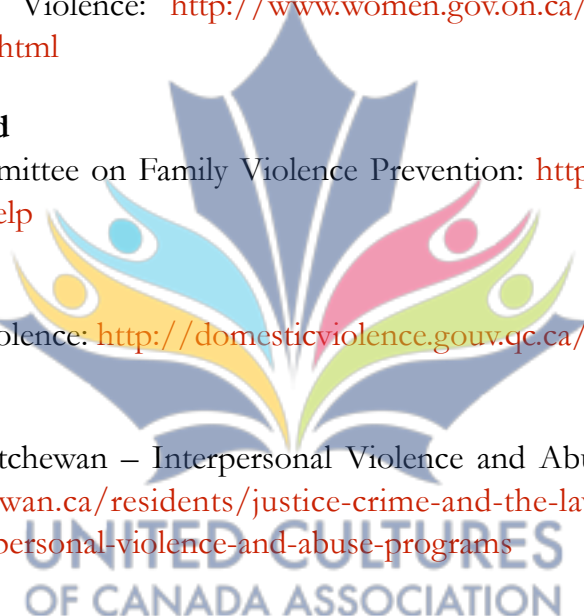 Violence: http://www.women.gov.on.ca/
html
d
mittee on Family Violence Prevention: http
elp
olence: http://domesticviolence.gouv.qc.ca/
tchewan – Interpersonal Violence and Abu
wan.ca/residents/justice-crime-and-the-la
personal-violence-and-abuse-programs
UNITED CULTURES
OF CANADA ASSOCIATION